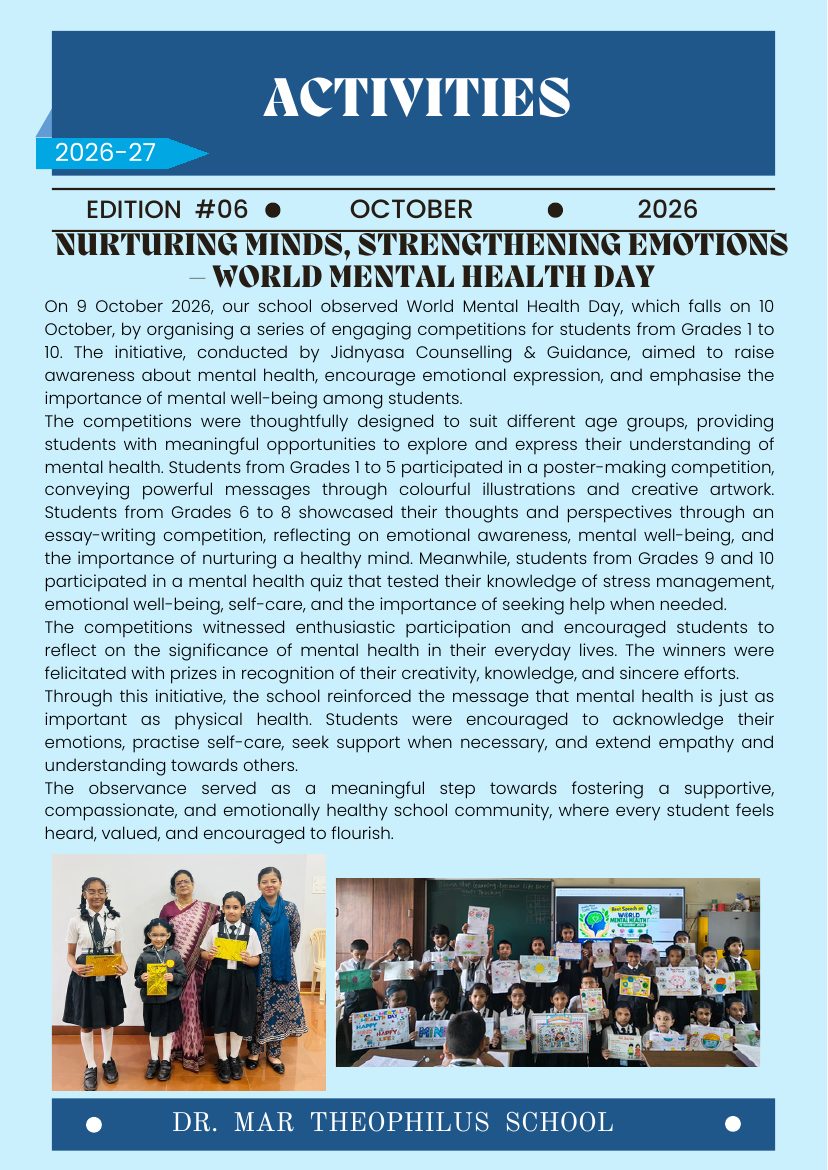 ACTIVITIES
2026-27
EDITION #06 ● OCTOBER ● 2026
NURTURING MINDS, STRENGTHENING EMOTIONS
– WORLD MENTAL HEALTH DAY
On 9 October 2026, our school observed World Mental Health Day, which falls on 10
October, by organising a series of engaging competitions for students from Grades 1 to
10. The initiative, conducted by Jidnyasa Counselling & Guidance, aimed to raise
awareness about mental health, encourage emotional expression, and emphasise the
importance of mental well-being among students.
The competitions were thoughtfully designed to suit different age groups, providing
students with meaningful opportunities to explore and express their understanding of
mental health. Students from Grades 1 to 5 participated in a poster-making competition,
conveying powerful messages through colourful illustrations and creative artwork.
Students from Grades 6 to 8 showcased their thoughts and perspectives through an
essay-writing competition, reflecting on emotional awareness, mental well-being, and
the importance of nurturing a healthy mind. Meanwhile, students from Grades 9 and 10
participated in a mental health quiz that tested their knowledge of stress management,
emotional well-being, self-care, and the importance of seeking help when needed.
The competitions witnessed enthusiastic participation and encouraged students to
reflect on the significance of mental health in their everyday lives. The winners were
felicitated with prizes in recognition of their creativity, knowledge, and sincere efforts.
Through this initiative, the school reinforced the message that mental health is just as
important as physical health. Students were encouraged to acknowledge their
emotions, practise self-care, seek support when necessary, and extend empathy and
understanding towards others.
The observance served as a meaningful step towards fostering a supportive,
compassionate, and emotionally healthy school community, where every student feels
heard, valued, and encouraged to flourish.
Best Speech on
WORLD
MENTAL HEALTH
HEALTH DAY
HAPPY
MIND
HAPPY
LIFE
MIND
DR. MAR THEOPHILUS SCHOOL